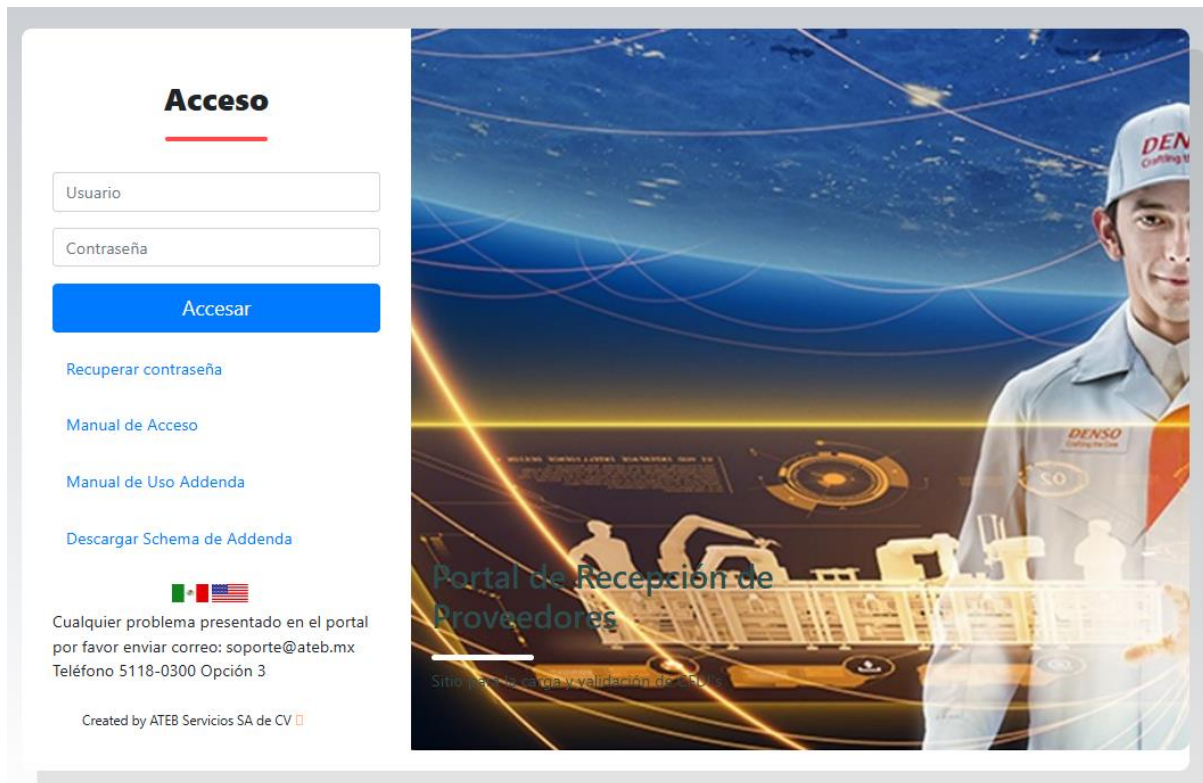 Acceso
Usuario
Contraseña
Accesar
Recuperar contraseña
Manual de Acceso
Manual de Uso Addenda
Descargar Schema de Addenda
Cualquier problema presentado en el portal
por favor enviar correo: soporte@ateb.mx
Teléfono 5118-0300 Opción 3
Created by ATEB Servicios SA de CV
DEN
Crafting
DENSO
Crafting the Core
02
Portal de Recepción de
Proveedores
Sitio para la carga y validación de CFDI's